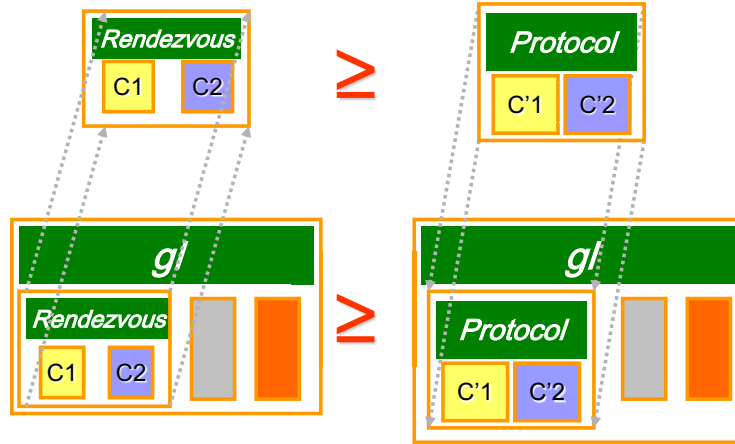 Rendezvous
C1 C2
≥
Protocol
C'1 C'2
gl
Rendezvous
C1 C2
≥
gl
Protocol
C'1 C'2